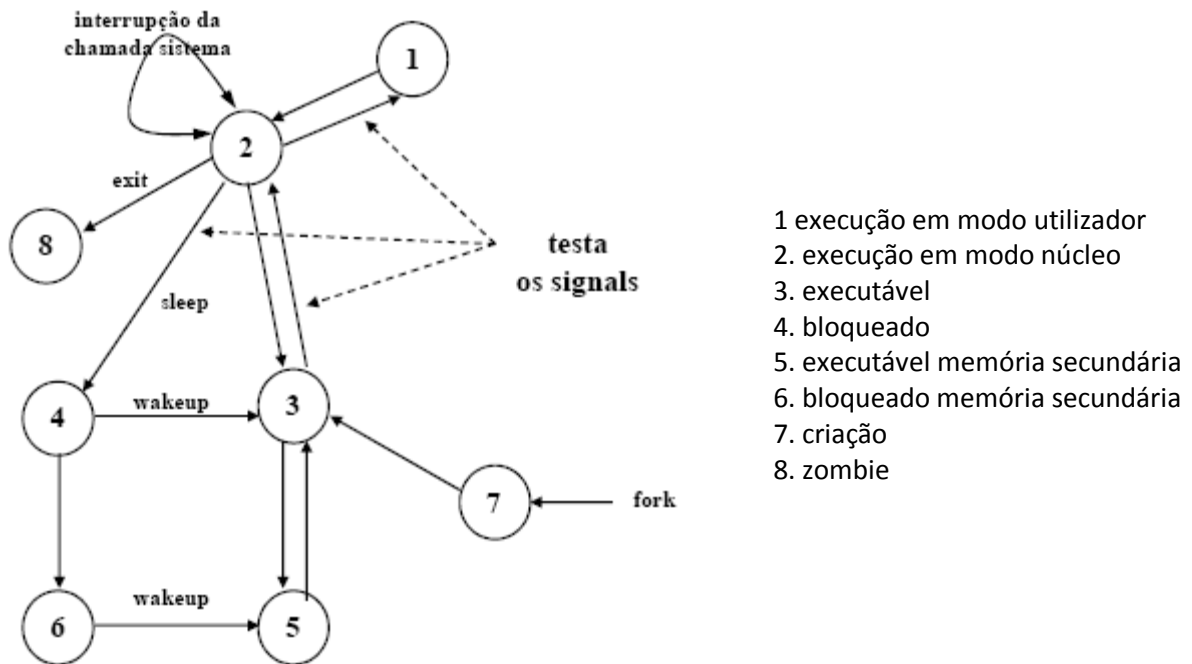 interrupção da
chamada sistema
1
2
exit
8
testa
os signals
sleep
4
wakeup
3
7
fork
6
wakeup
5
1 execução em modo utilizador
2. execução em modo núcleo
3. executável
4. bloqueado
5. executável memória secundária
6. bloqueado memória secundária
7. criação
8. zombie